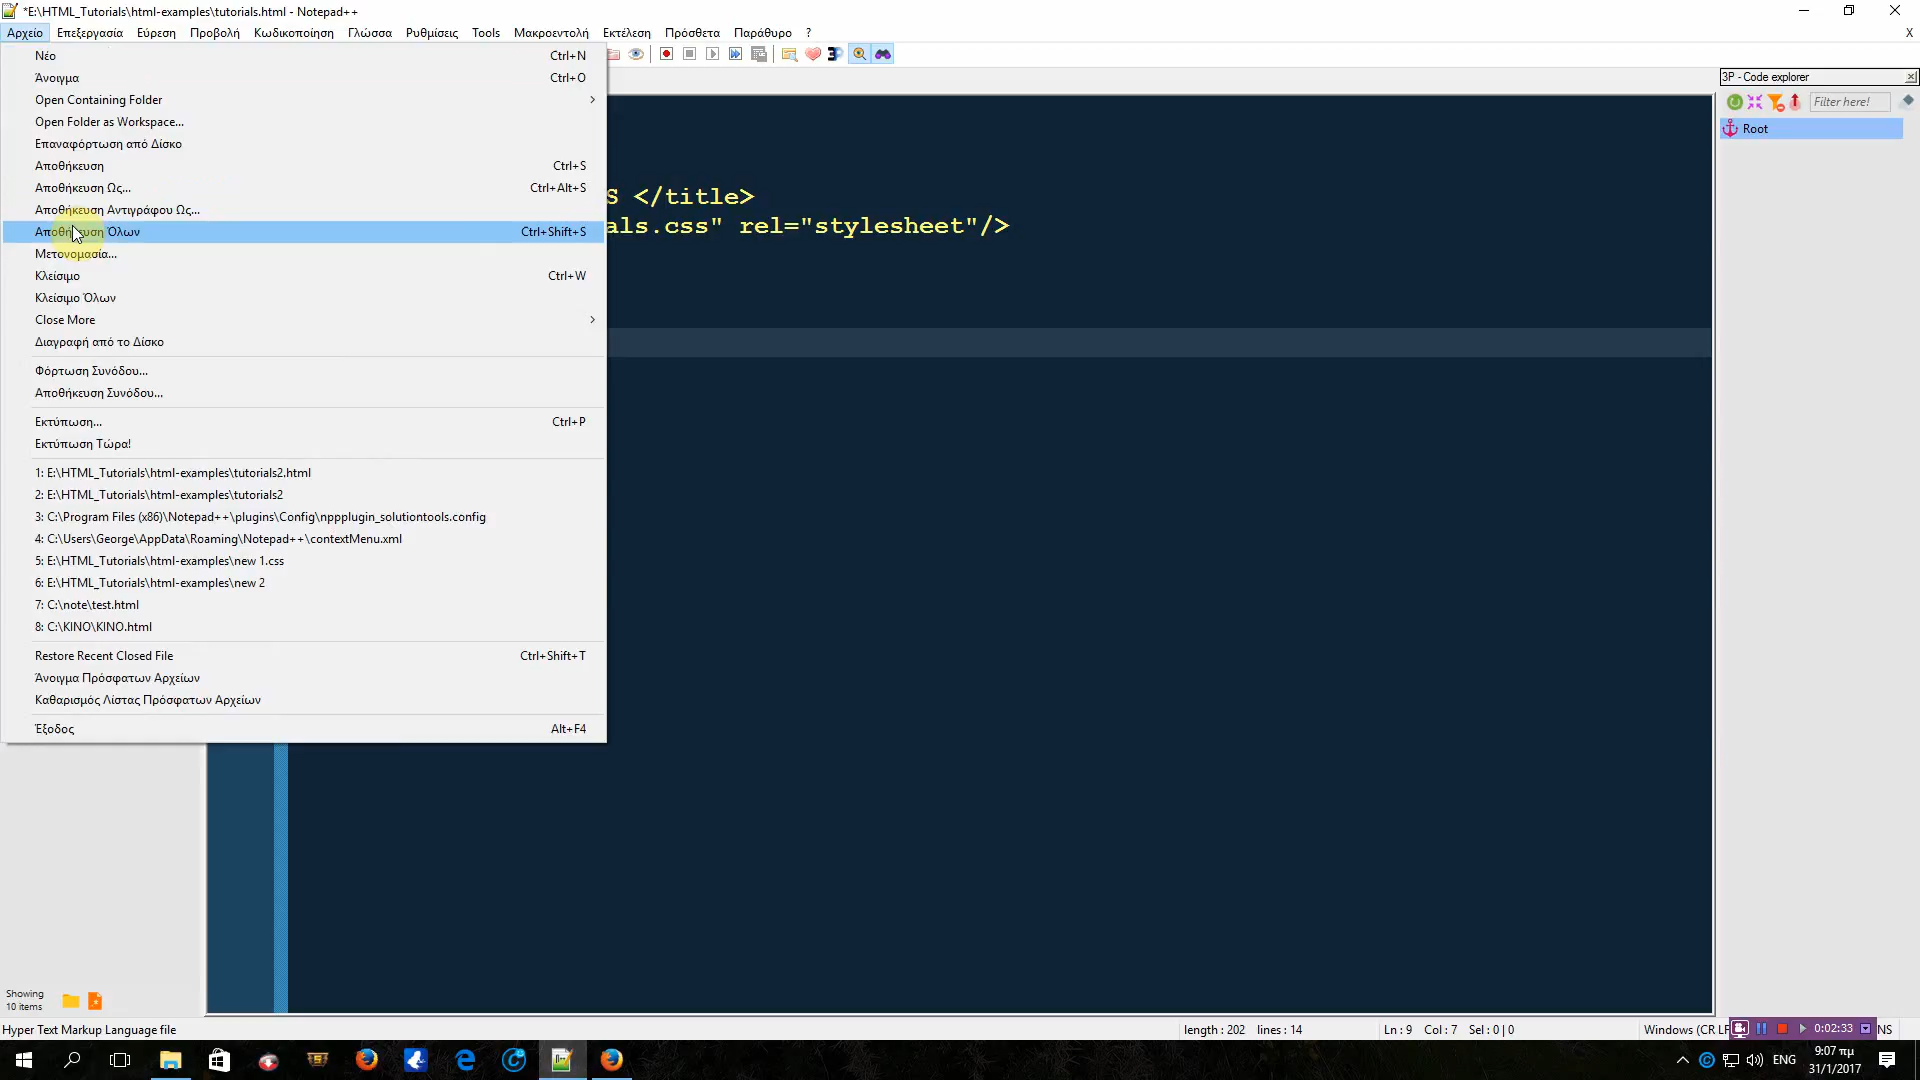 *E:\HTML_Tutorials\html-examples\tutorials.html - Notepad++
Αρχείο Επεξεργασία Εύρεση Προβολή Κωδικοποίηση Γλώσσα Ρυθμίσεις Tools Μακροεντολή Εκτέλεση Πρόσθετα Παράθυρο ? X
Νέο Ctrl+N
Άνοιγμα Ctrl+O
Open Containing Folder
Open Folder as Workspace...
Επαναφόρτωση από Δίσκο
Αποθήκευση Ctrl+S
Αποθήκευση Ως... Ctrl+Alt+S
Αποθήκευση Αντιγράφου Ως...
Αποθήκευση Όλων Ctrl+Shift+S
Μετονομασία...
Κλείσιμο Ctrl+W
Κλείσιμο Όλων
Close More
Διαγραφή από το Δίσκο
Φόρτωση Συνόδου...
Αποθήκευση Συνόδου...
Εκτύπωση... Ctrl+P
Εκτύπωση Τώρα!
1: E:\HTML_Tutorials\html-examples\tutorials2.html
2: E:\HTML_Tutorials\html-examples\tutorials2
3: C:\Program Files (x86)\Notepad++\plugins\Config\nppplugin_solutiontools.config
4: C:\Users\George\AppData\Roaming\Notepad++\contextMenu.xml
5: E:\HTML_Tutorials\html-examples\new 1.css
6: E:\HTML_Tutorials\html-examples\new 2
7: C:\note\test.html
8: C:\KINO\KINO.html
Restore Recent Closed File Ctrl+Shift+T
Άνοιγμα Πρόσφατων Αρχείων
Καθαρισμός Λίστας Πρόσφατων Αρχείων
Έξοδος Alt+F4
S </title>
als.css" rel="stylesheet"/>
3P - Code explorer
Filter here!
Root
Showing
10 items
Hyper Text Markup Language file length : 202 lines : 14 Ln : 9 Col : 7 Sel : 0 | 0 Windows (CR LF 0:02:33 NS
ENG
9:07 πμ
31/1/2017